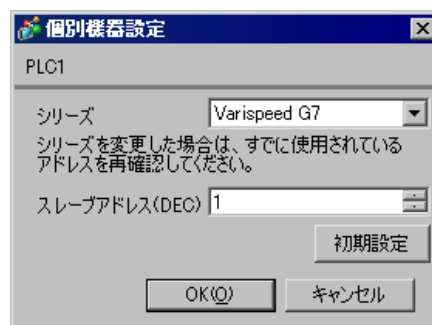 個別機器設定
PLC1
シリーズ Varispeed G7
シリーズを変更した場合は、すでに使用されている
アドレスを再確認してください。
スレーブアドレス(DEC) 1
初期設定
OK(O) キャンセル